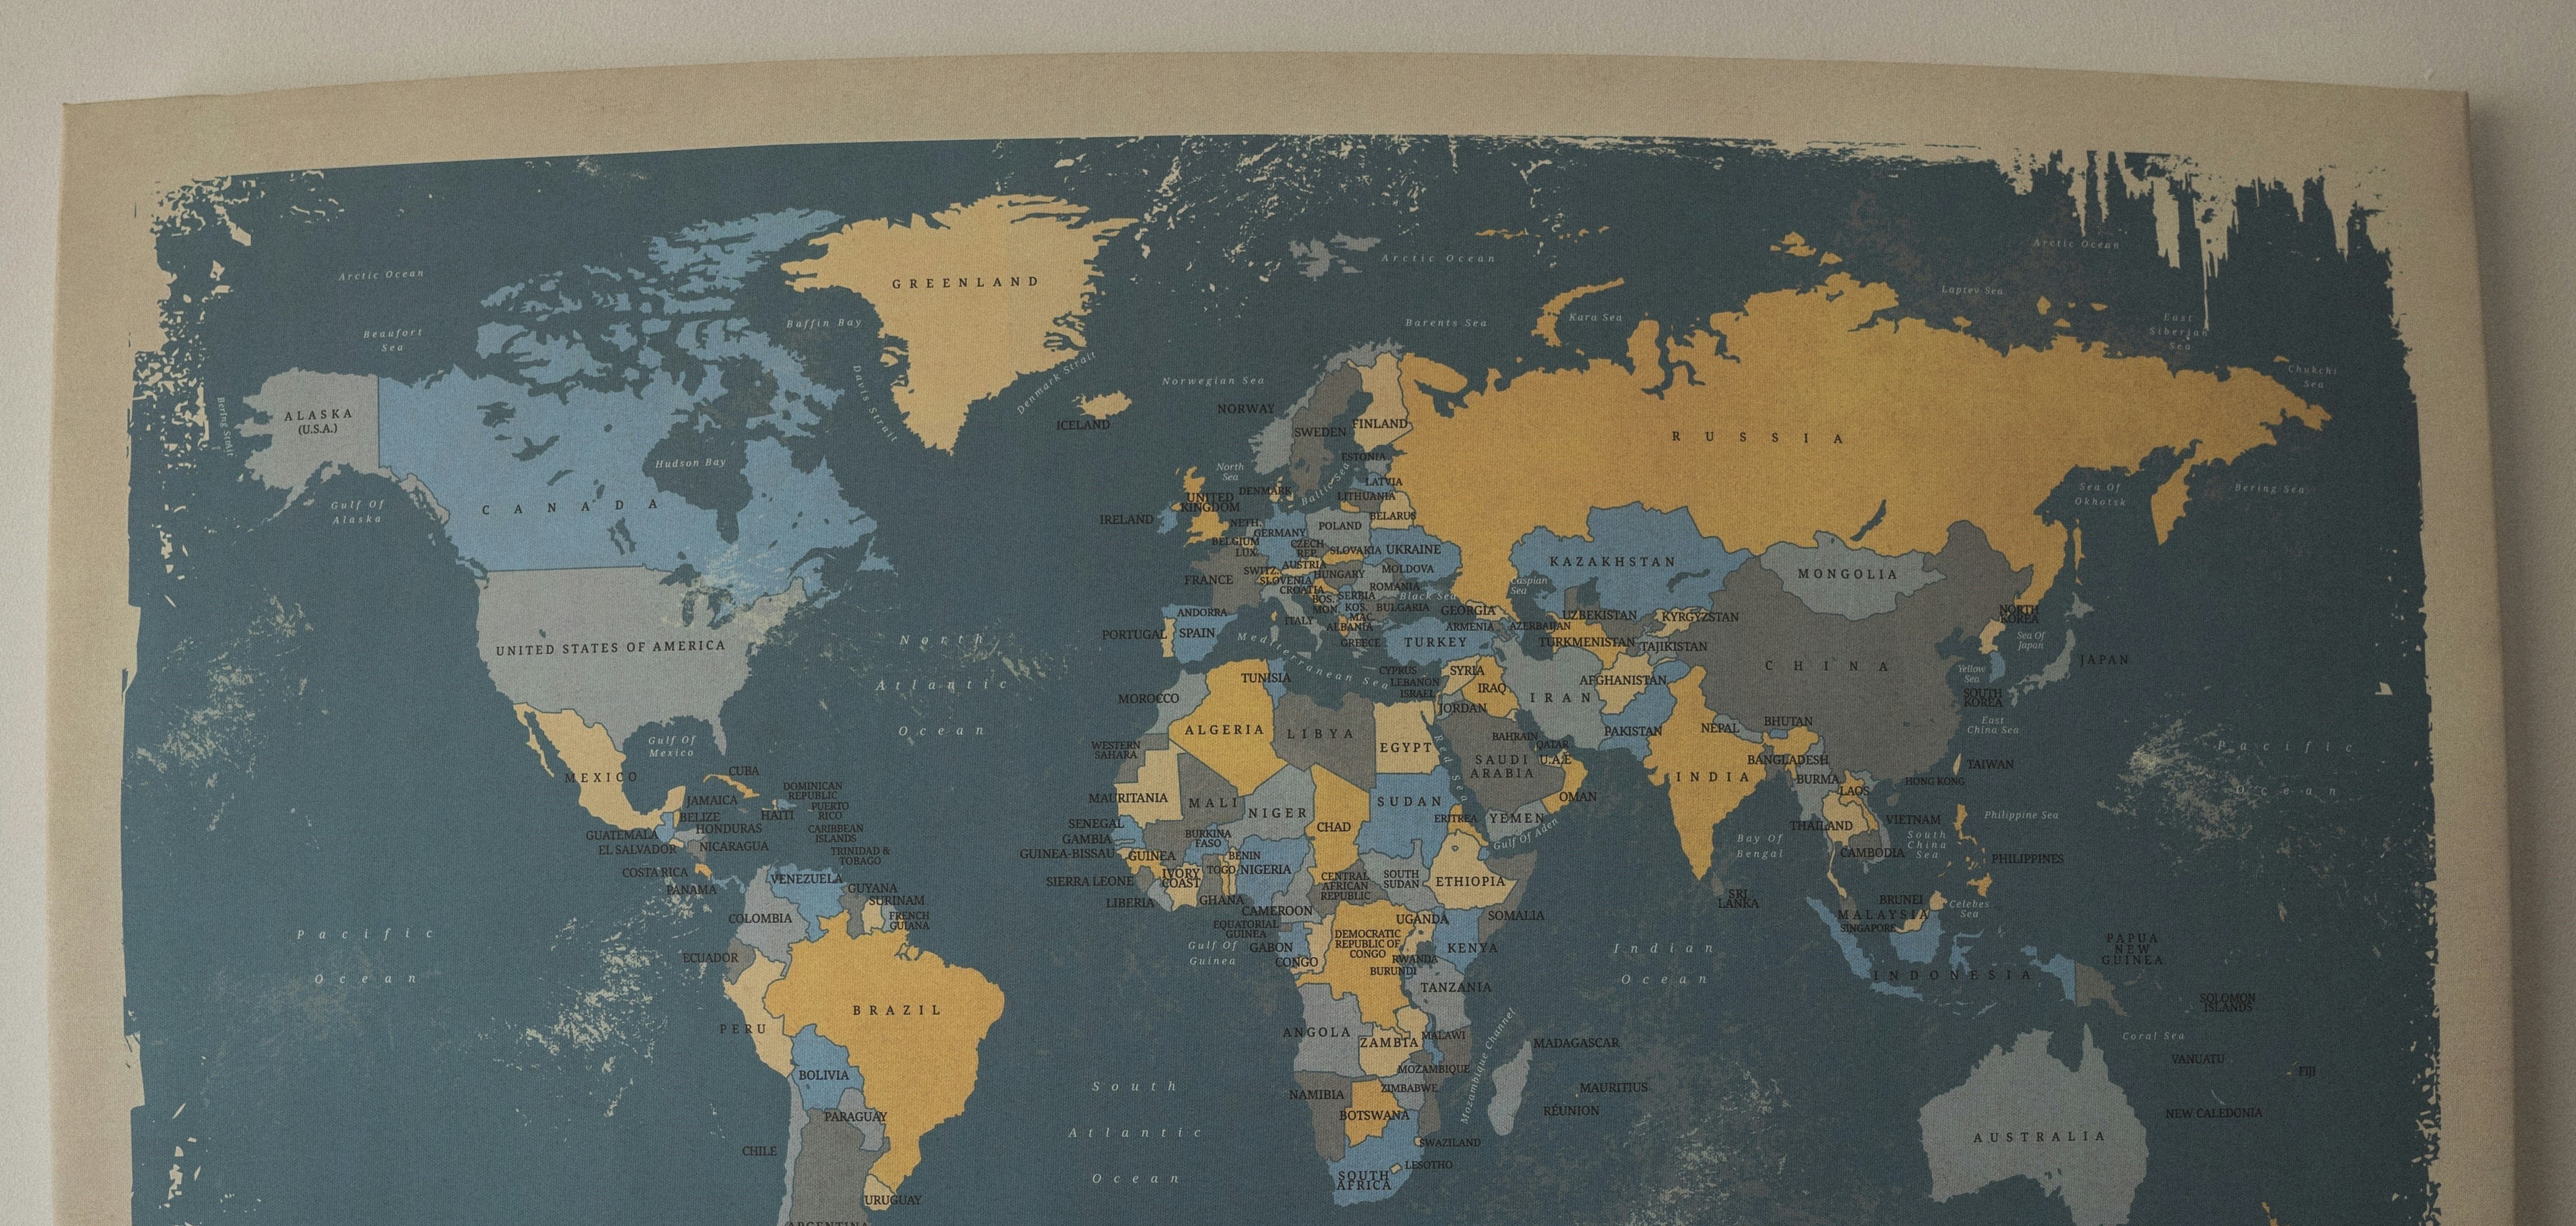 Arctic Ocean
Beaufort
Sea
Bering Strait
ALASKA
(U.S.A.)
Gulf Of
Alaska
CANADA
Hudson Bay
Baffin Bay
Davis Strait
GREENLAND
Denmark Strait
ICELAND
Norwegian Sea
Arctic Ocean
Barents Sea
Kara Sea
Laptev Sea
Arctic Ocean
East
Siberian
Sea
Chukchi
Sea
RUSSIA
Sea Of
Okhotsk
Bering Sea
NORWAY
SWEDEN
FINLAND
ESTONIA
LATVIA
LITHUANIA
BELARUS
Baltic Sea
North
Sea
DENMARK
UNITED
KINGDOM
IRELAND
NETH.
BELGIUM
LUX.
GERMANY
POLAND
CZECH
REP.
SLOVAKIA
UKRAINE
AUSTRIA
SWITZ.
SLOVENIA
HUNGARY
MOLDOVA
FRANCE
CROATIA
ROMANIA
BOS.
SERBIA
Black Sea
MON.
KOS.
BULGARIA
MAC.
ITALY
ALBANIA
GREECE
ANDORRA
PORTUGAL
SPAIN
Mediterranean Sea
GEORGIA
ARMENIA
AZERBAIJAN
TURKEY
Caspian
Sea
KAZAKHSTAN
UZBEKISTAN
KYRGYZSTAN
TURKMENISTAN
TAJIKISTAN
MONGOLIA
CHINA
NORTH
KOREA
Sea Of
Japan
JAPAN
Yellow
Sea
SOUTH
KOREA
East
China Sea
TAIWAN
HONG KONG
Pacific
Ocean
UNITED STATES OF AMERICA
North
Atlantic
Ocean
Gulf Of
Mexico
MEXICO
CUBA
DOMINICAN
REPUBLIC
JAMAICA
PUERTO
RICO
HAITI
BELIZE
HONDURAS
CARIBBEAN
ISLANDS
GUATEMALA
EL SALVADOR
NICARAGUA
TRINIDAD &
TOBAGO
COSTA RICA
PANAMA
VENEZUELA
GUYANA
SURINAM
FRENCH
GUIANA
COLOMBIA
ECUADOR
PERU
BRAZIL
BOLIVIA
PARAGUAY
CHILE
URUGUAY
ARGENTINA
Pacific
Ocean
South
Atlantic
Ocean
MOROCCO
TUNISIA
ALGERIA
LIBYA
EGYPT
WESTERN
SAHARA
MAURITANIA
MALI
NIGER
CHAD
SUDAN
ERITREA
Red Sea
SENEGAL
GAMBIA
GUINEA-BISSAU
GUINEA
BURKINA
FASO
BENIN
TOGO
NIGERIA
IVORY
COAST
SIERRA LEONE
LIBERIA
GHANA
CAMEROON
CENTRAL
AFRICAN
REPUBLIC
SOUTH
SUDAN
ETHIOPIA
SOMALIA
EQUATORIAL
GUINEA
Gulf Of
Guinea
GABON
CONGO
DEMOCRATIC
REPUBLIC OF
CONGO
UGANDA
KENYA
RWANDA
BURUNDI
TANZANIA
ANGOLA
ZAMBIA
MALAWI
MOZAMBIQUE
ZIMBABWE
NAMIBIA
BOTSWANA
Mozambique Channel
SWAZILAND
LESOTHO
SOUTH
AFRICA
MADAGASCAR
MAURITIUS
RÉUNION
CYPRUS
LEBANON
ISRAEL
SYRIA
IRAQ
JORDAN
IRAN
AFGHANISTAN
PAKISTAN
BAHRAIN
QATAR
U.A.E
SAUDI
ARABIA
OMAN
YEMEN
Gulf Of Aden
NEPAL
BHUTAN
BANGLADESH
INDIA
BURMA
LAOS
THAILAND
VIETNAM
CAMBODIA
Bay Of
Bengal
South
China
Sea
Philippine Sea
PHILIPPINES
SRI
LANKA
BRUNEI
MALAYSIA
SINGAPORE
Celebes
Sea
Indian
Ocean
INDONESIA
PAPUA
NEW
GUINEA
SOLOMON
ISLANDS
Coral Sea
VANUATU
FIJI
NEW CALEDONIA
AUSTRALIA